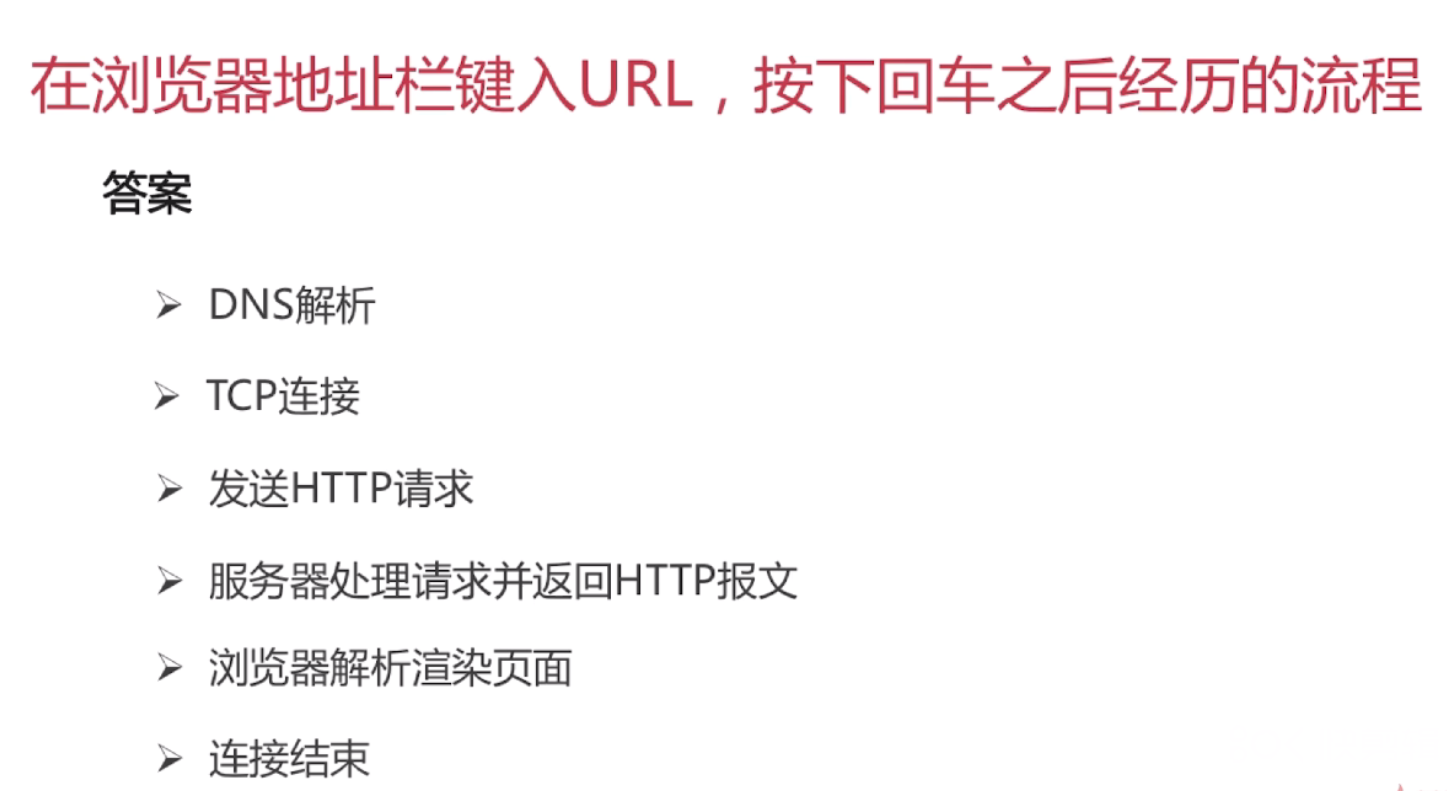 在浏览器地址栏键入URL，按下回车之后经历的流程
答案
➢ DNS解析
➢ TCP连接
➢ 发送HTTP请求
➢ 服务器处理请求并返回HTTP报文
➢ 浏览器解析渲染页面
➢ 连接结束